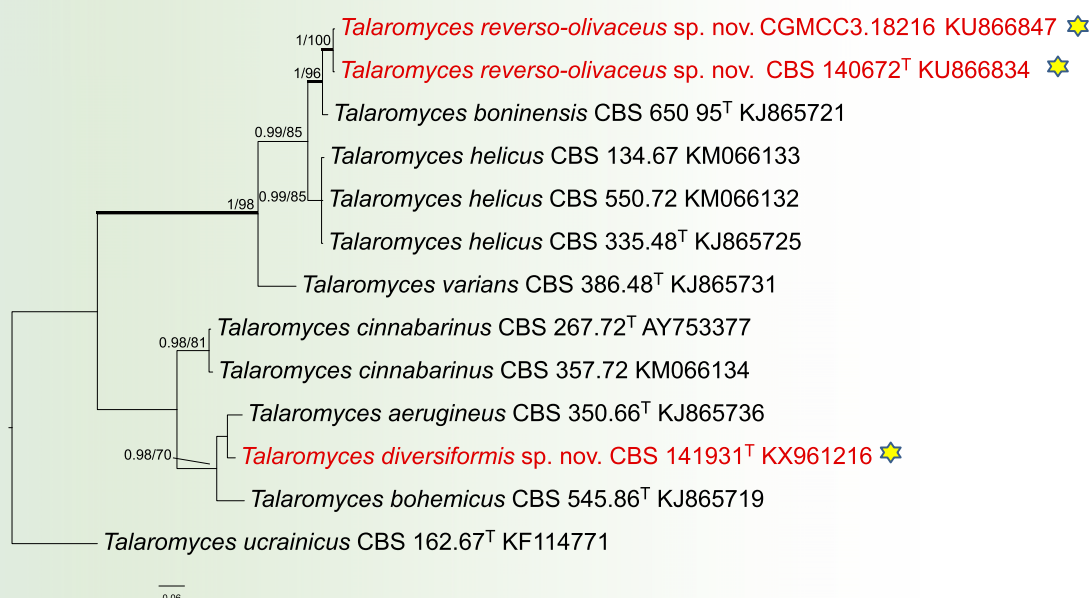 Talaromyces reverso-olivaceus sp. nov. CGMCC3.18216 KU866847
1/100
Talaromyces reverso-olivaceus sp. nov. CBS 140672T KU866834
1/96
Talaromyces boninensis CBS 650 95T KJ865721
0.99/85
Talaromyces helicus CBS 134.67 KM066133
0.99/85
Talaromyces helicus CBS 550.72 KM066132
1/98
Talaromyces helicus CBS 335.48T KJ865725
Talaromyces varians CBS 386.48T KJ865731
Talaromyces cinnabarinus CBS 267.72T AY753377
0.98/81
Talaromyces cinnabarinus CBS 357.72 KM066134
Talaromyces aerugineus CBS 350.66T KJ865736
0.98/70
Talaromyces diversiformis sp. nov. CBS 141931T KX961216
Talaromyces bohemicus CBS 545.86T KJ865719
Talaromyces ucrainicus CBS 162.67T KF114771
0.06